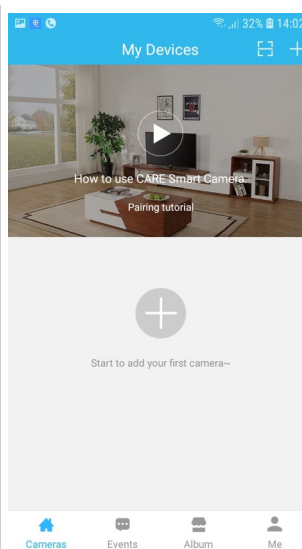 32% 14:02
My Devices
How to use CARE Smart Camera.
Pairing tutorial
Start to add your first camera~
Cameras Events Album Me